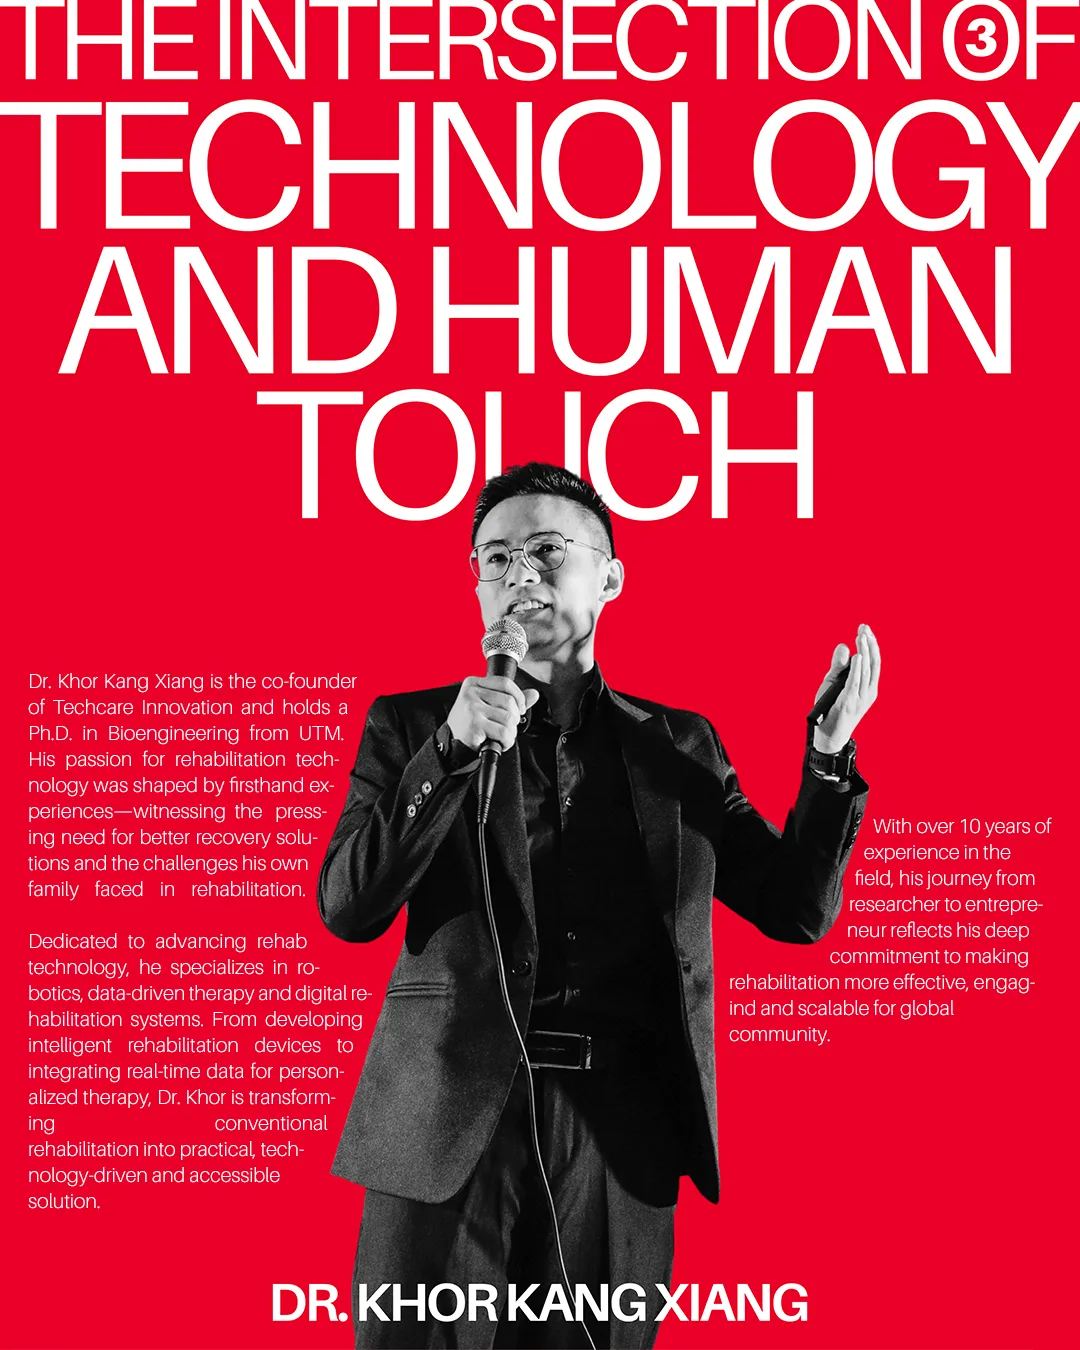 THE INTERSECTION OF
3
TECHNOLOGY
AND HUMAN
TOUCH
Dr. Khor Kang Xiang is the co-founder
of Techcare Innovation and holds a
Ph.D. in Bioengineering from UTM.
His passion for rehabilitation tech-
nology was shaped by firsthand ex-
periences—witnessing the press-
ing need for better recovery solu-
tions and the challenges his own
family faced in rehabilitation.
Dedicated to advancing rehab
technology, he specializes in ro-
botics, data-driven therapy and digital re-
habilitation systems. From developing
intelligent rehabilitation devices to
integrating real-time data for person-
alized therapy, Dr. Khor is transform-
ing conventional
rehabilitation into practical, tech-
nology-driven and accessible
solution.
With over 10 years of
experience in the
field, his journey from
researcher to entrepre-
neur reflects his deep
commitment to making
rehabilitation more effective, engag-
ind and scalable for global
community.
DR. KHOR KANG XIANG